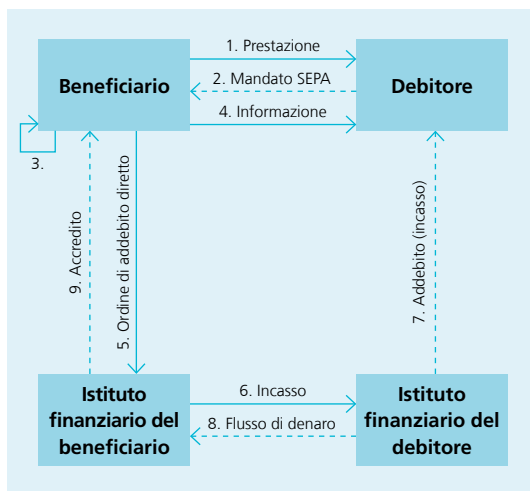 1. Prestazione
Beneficiario
2. Mandato SEPA
Debitore
4. Informazione
3.
9. Accredito
5. Ordine di addebito diretto
7. Addebito (incasso)
Istituto
finanziario del
beneficiario
6. Incasso
8. Flusso di denaro
Istituto
finanziario del
debitore